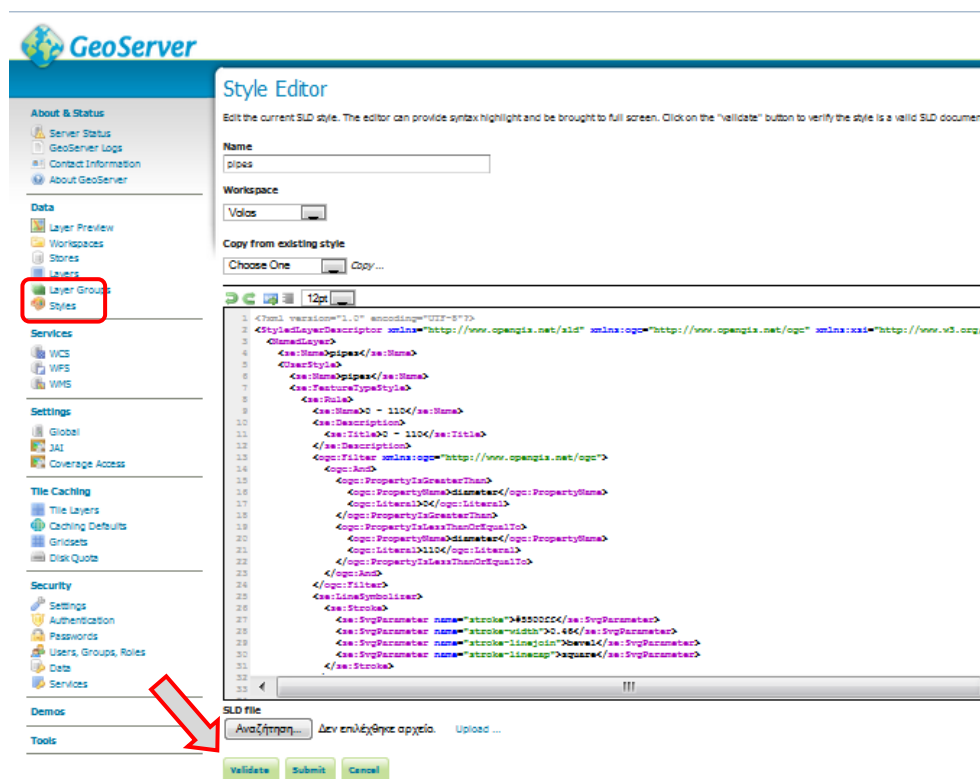 GeoServer
Style Editor
Edit the current SLD style. The editor can provide syntax highlight and be brought to full screen. Click on the "validate" button to verify the style is a valid SLD documen
About & Status
Server Status
GeoServer Logs
Contact Information
About GeoServer
Data
Layer Preview
Workspaces
Stores
Layers
Layer Groups
Styles
Services
WCS
WFS
WMS
Settings
Global
JAI
Coverage Access
Tile Caching
Tile Layers
Caching Defaults
Gridsets
Disk Quota
Security
Settings
Authentication
Passwords
Users, Groups, Roles
Data
Services
Demos
Tools
Name
pipes
Workspace
Volos
Copy from existing style
Choose One Copy ...
12pt
1 <?xml version="1.0" encoding="UTF-8"?>
2 <StyledLayerDescriptor xmlns="http://www.opengis.net/sld" xmlns:ogc="http://www.opengis.net/ogc" xmlns:xsi="http://www.w3.org/
3 <NamedLayer>
4 <se:Name>pipes</se:Name>
5 <UserStyle>
6 <se:Name>pipes</se:Name>
7 <se:FeatureTypeStyle>
8 <se:Rule>
9 <se:Name>0 - 110</se:Name>
10 <se:Description>
11 <se:Title>0 - 110</se:Title>
12 </se:Description>
13 <ogc:Filter xmlns:ogc="http://www.opengis.net/ogc">
14 <ogc:And>
15 <ogc:PropertyIsGreaterThan>
16 <ogc:PropertyName>diameter</ogc:PropertyName>
17 <ogc:Literal>0</ogc:Literal>
18 </ogc:PropertyIsGreaterThan>
19 <ogc:PropertyIsLessThanOrEqualTo>
20 <ogc:PropertyName>diameter</ogc:PropertyName>
21 <ogc:Literal>110</ogc:Literal>
22 </ogc:PropertyIsLessThanOrEqualTo>
23 </ogc:And>
24 </ogc:Filter>
25 <se:LineSymbolizer>
26 <se:Stroke>
27 <se:SvgParameter name="stroke">#5500ff</se:SvgParameter>
28 <se:SvgParameter name="stroke-width">0.46</se:SvgParameter>
29 <se:SvgParameter name="stroke-linejoin">bevel</se:SvgParameter>
30 <se:SvgParameter name="stroke-linecap">square</se:SvgParameter>
31 </se:Stroke>
32
33
SLD file
Αναζήτηση... Δεν επιλέχθηκε αρχείο. Upload ...
Validate Submit Cancel